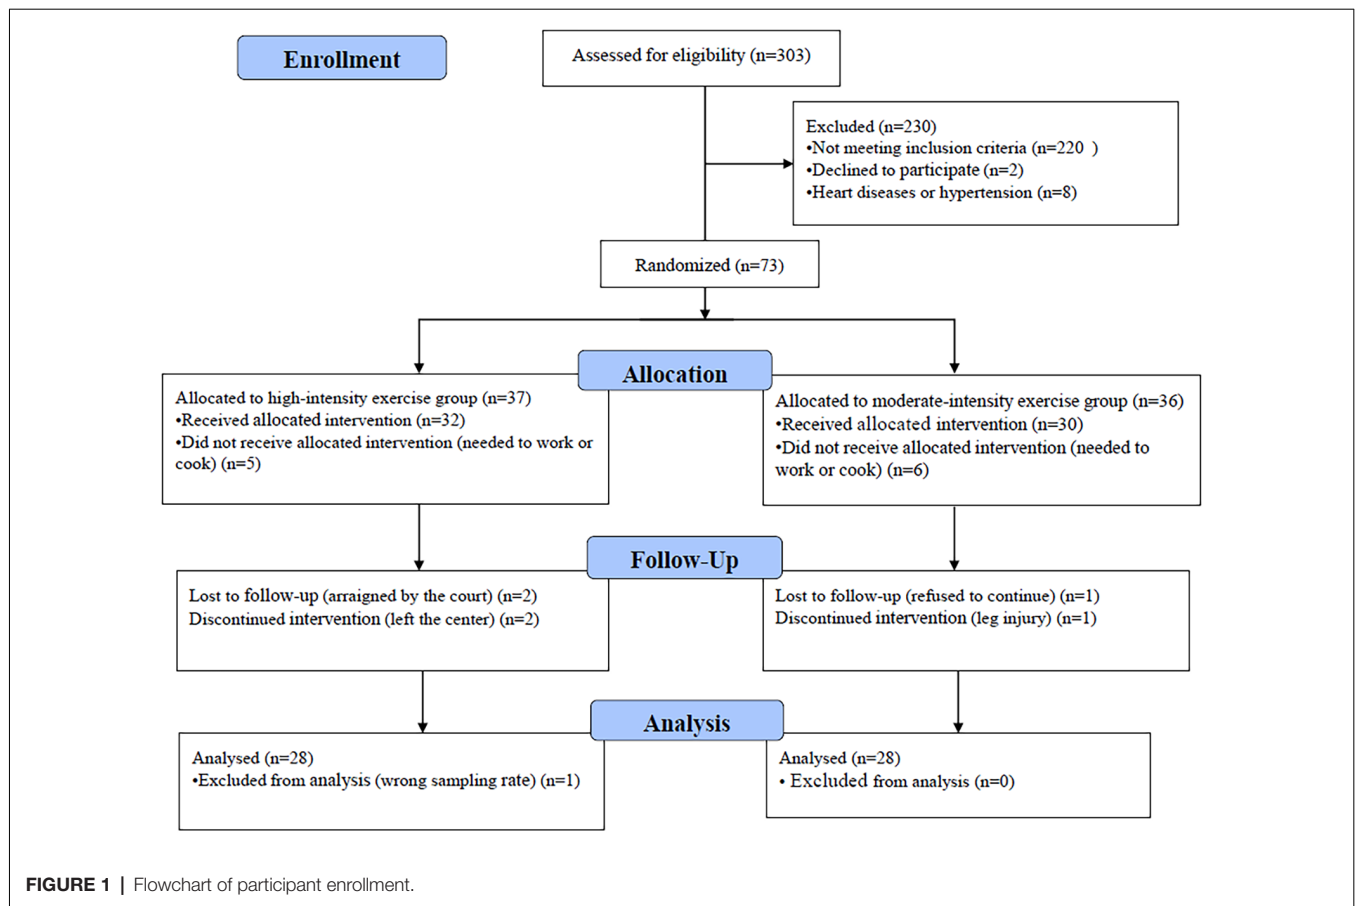 Enrollment
Assessed for eligibility (n=303)
Excluded (n=230)
•Not meeting inclusion criteria (n=220 )
•Declined to participate (n=2)
•Heart diseases or hypertension (n=8)
Randomized (n=73)
Allocation
Allocated to high-intensity exercise group (n=37)
•Received allocated intervention (n=32)
•Did not receive allocated intervention (needed to work or
cook) (n=5)
Allocated to moderate-intensity exercise group (n=36)
•Received allocated intervention (n=30)
•Did not receive allocated intervention (needed to
work or cook) (n=6)
Follow-Up
Lost to follow-up (arraigned by the court) (n=2)
Discontinued intervention (left the center) (n=2)
Lost to follow-up (refused to continue) (n=1)
Discontinued intervention (leg injury) (n=1)
Analysis
Analysed (n=28)
•Excluded from analysis (wrong sampling rate) (n=1)
Analysed (n=28)
• Excluded from analysis (n=0)
FIGURE 1 | Flowchart of participant enrollment.